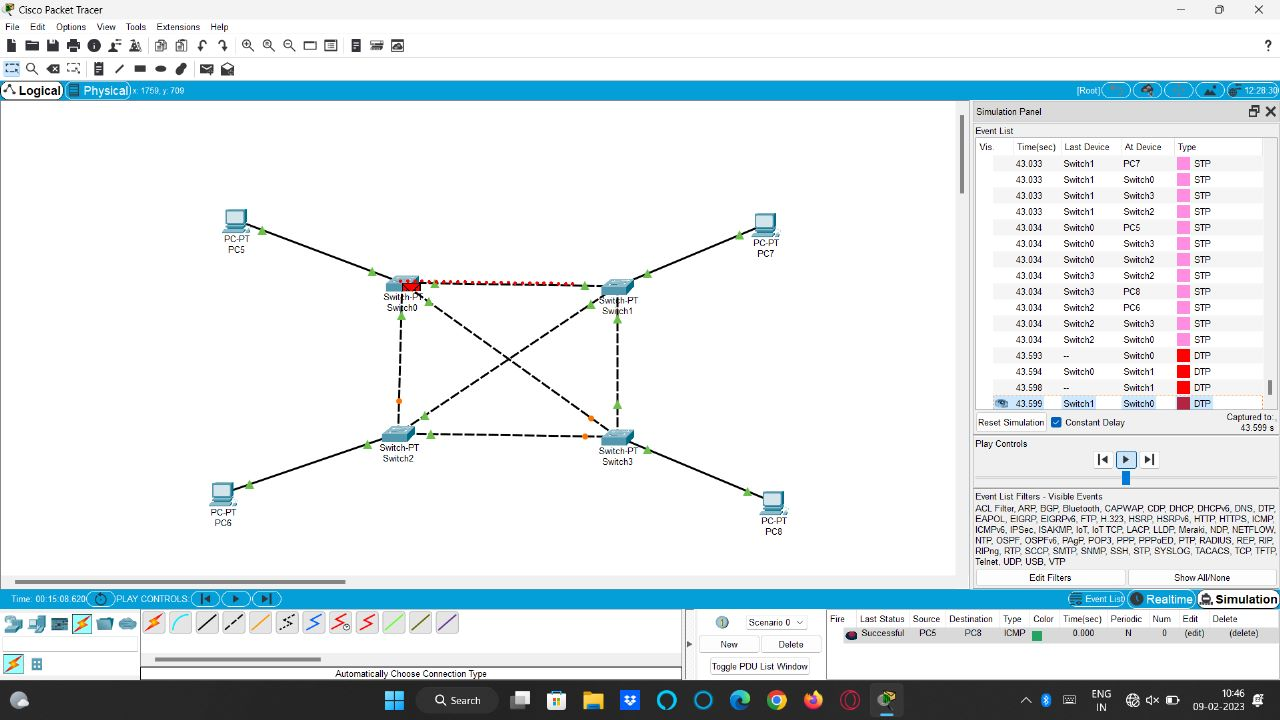 Cisco Packet Tracer
File Edit Options View Tools Extensions Help
?
Logical Physical x: 1759, y: 709 [Root] 12:28:30
PC-PT
PC5
PC-PT
PC7
Switch-PT
Switch0
Switch-PT
Switch1
Switch-PT
Switch2
Switch-PT
Switch3
PC-PT
PC6
PC-PT
PC8
Simulation Panel
Event List
Vis. Time(sec) Last Device At Device Type
43.033 Switch1 PC7 STP
43.033 Switch1 Switch0 STP
43.033 Switch1 Switch3 STP
43.033 Switch1 Switch2 STP
43.034 Switch0 PC5 STP
43.034 Switch0 Switch3 STP
43.034 Switch0 Switch2 STP
43.034 Switch3 Switch2 STP
43.034 Switch3 PC8 STP
43.034 Switch2 PC6 STP
43.034 Switch2 Switch3 STP
43.034 Switch2 Switch0 STP
43.593 -- Switch0 DTP
43.594 Switch0 Switch1 DTP
43.598 -- Switch1 DTP
43.599 Switch1 Switch0 DTP
Reset Simulation Constant Delay Captured to:
43.599 s
Play Controls
Event List Filters - Visible Events
ACL Filter, ARP, BGP, Bluetooth, CAPWAP, CDP, DHCP, DHCPv6, DNS, DTP,
EAPOL, EIGRP, EIGRPv6, FTP, H.323, HSRP, HSRPv6, HTTP, HTTPS, ICMP,
ICMPv6, IPSec, ISAKMP, IoT, IoT TCP, LACP, LLDP, Meraki, NDP, NETFLOW,
NTP, OSPF, OSPFv6, PAgP, POP3, PPP, PPPoED, PTP, RADIUS, REP, RIP,
RIPng, RTP, SCCP, SMTP, SNMP, SSH, STP, SYSLOG, TACACS, TCP, TFTP,
Telnet, UDP, USB, VTP
Edit Filters Show All/None
Time: 00:15:08.620 PLAY CONTROLS: Event List Realtime Simulation
Automatically Choose Connection Type
Scenario 0
New Delete
Toggle PDU List Window
Fire Last Status Source Destination Type Color Time(sec) Periodic Num Edit Delete
Successful PC5 PC8 ICMP 0.000 N 0 (edit) (delete)
Search
ENG
IN
10:46
09-02-2023